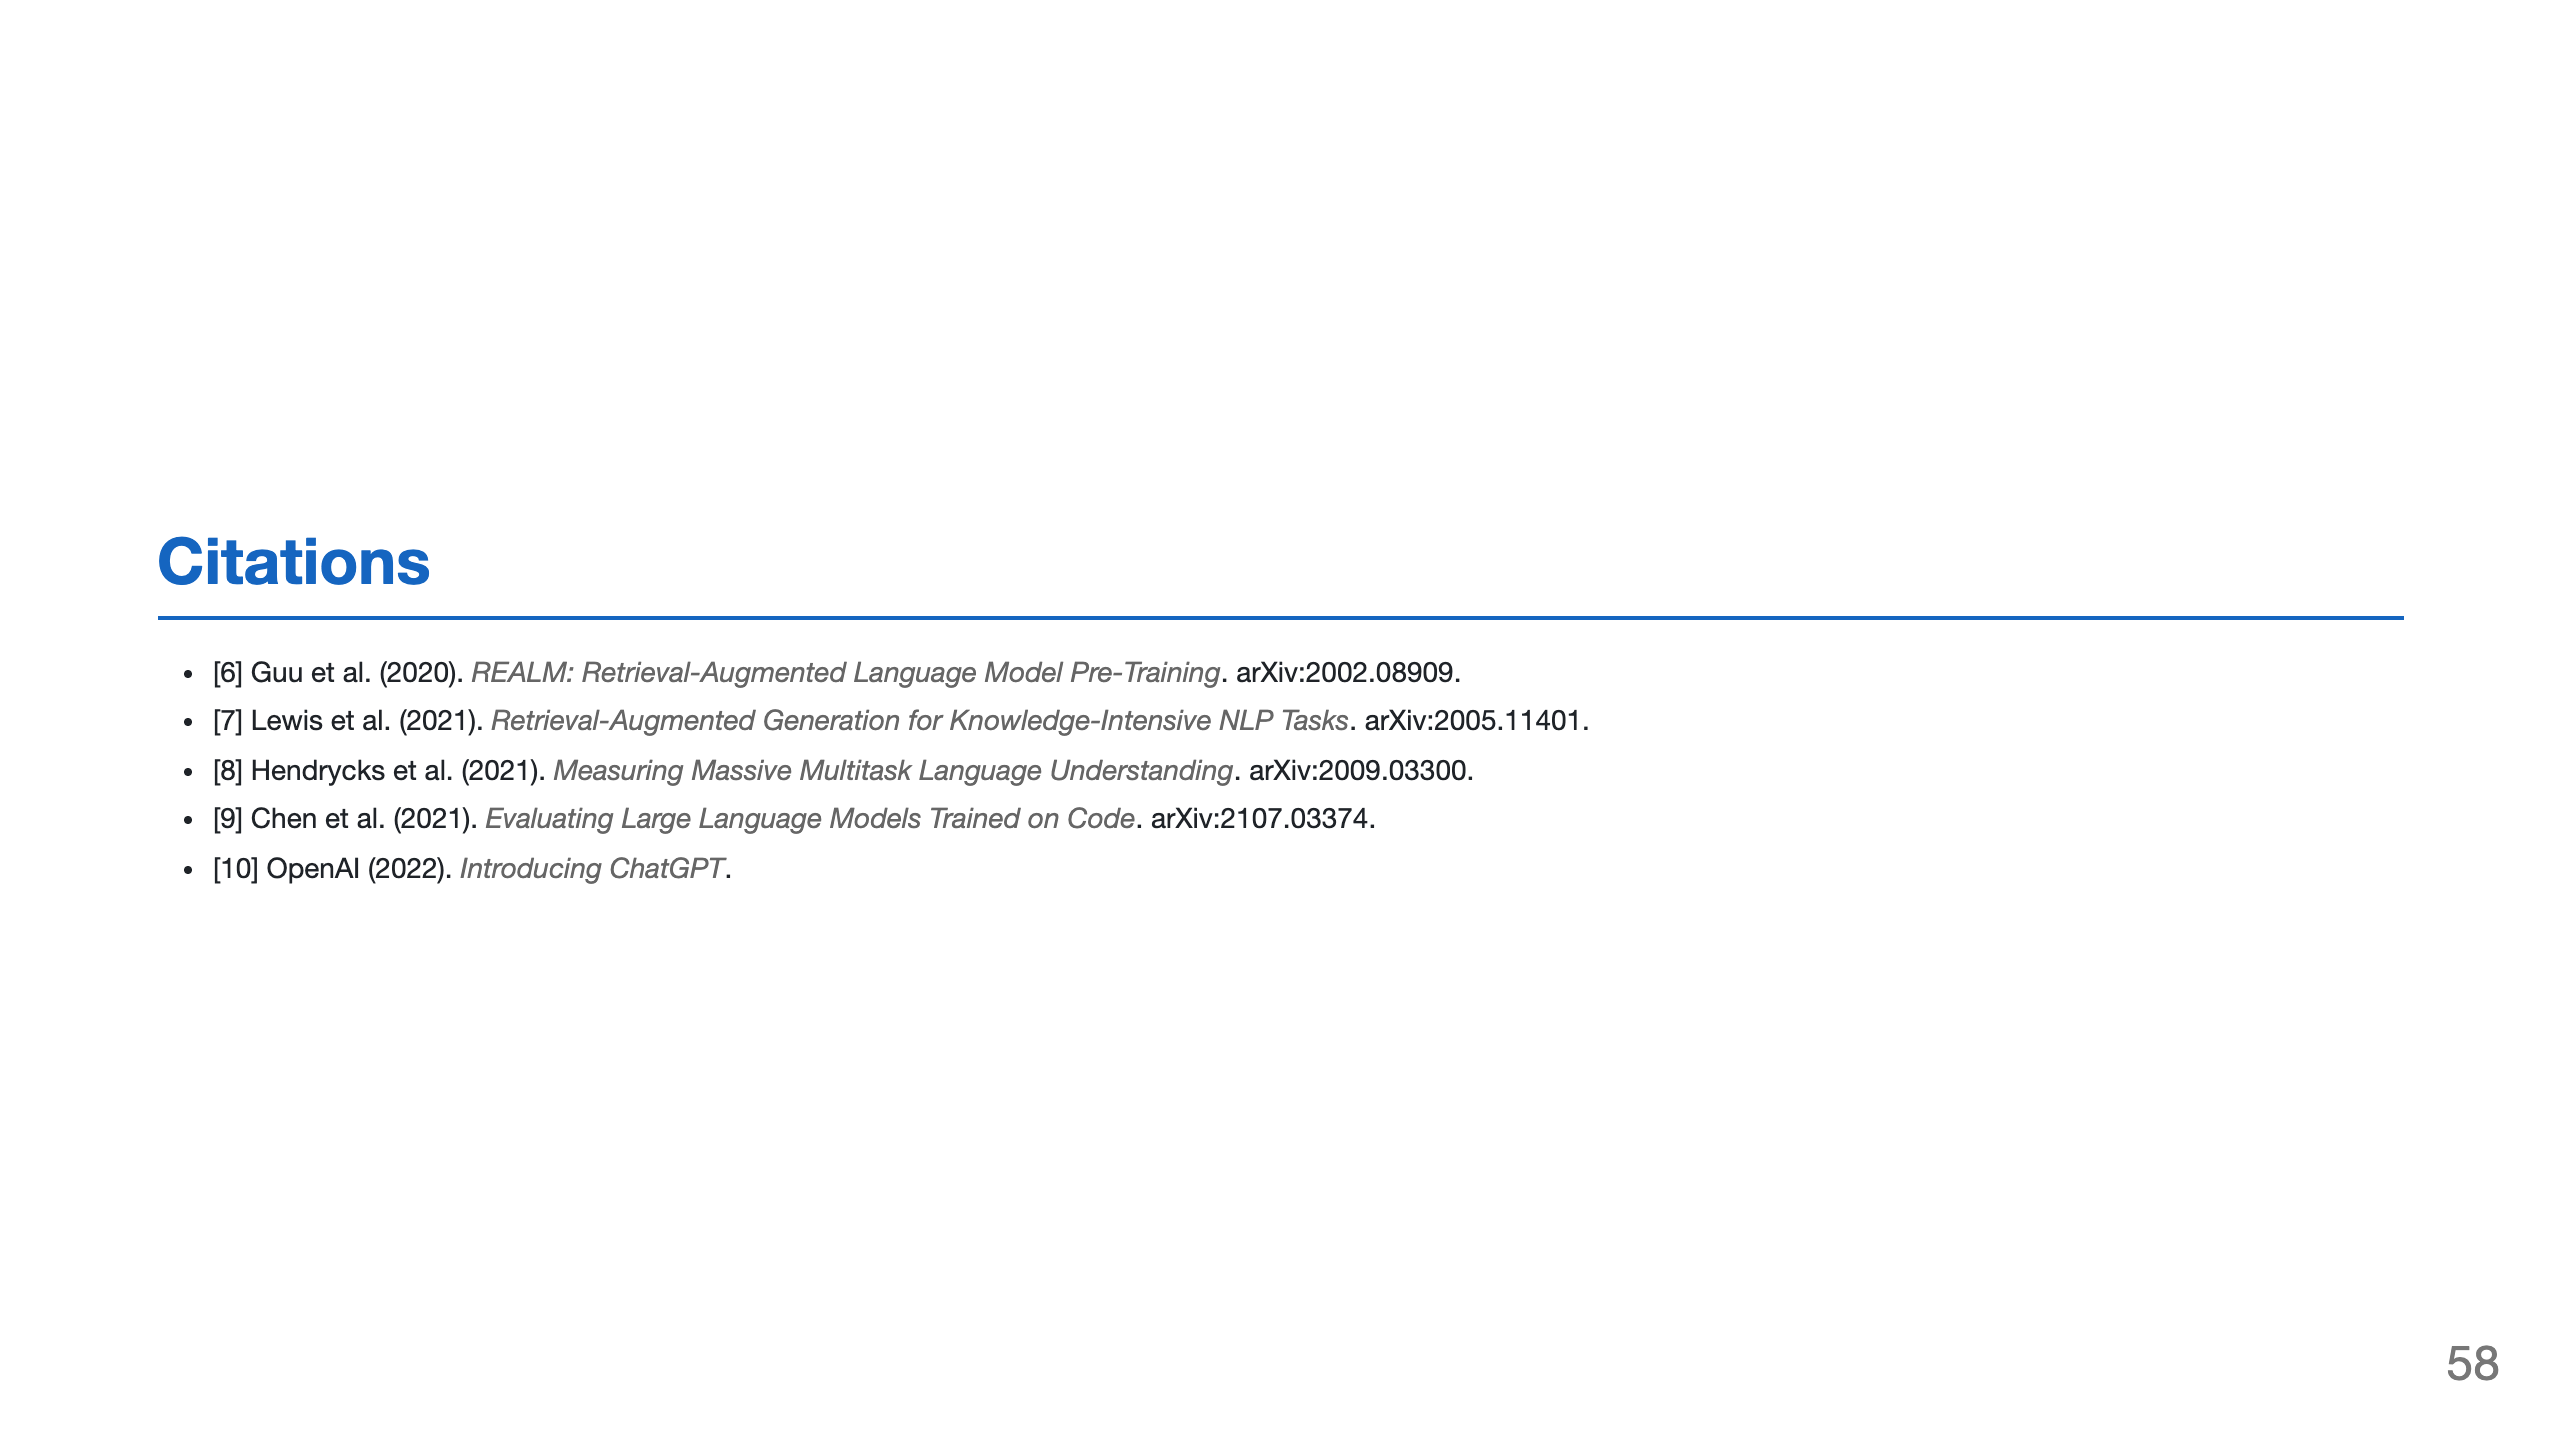 Citations
• [6] Guu et al. (2020). REALM: Retrieval-Augmented Language Model Pre-Training. arXiv:2002.08909.
• [7] Lewis et al. (2021). Retrieval-Augmented Generation for Knowledge-Intensive NLP Tasks. arXiv:2005.11401.
• [8] Hendrycks et al. (2021). Measuring Massive Multitask Language Understanding. arXiv:2009.03300.
• [9] Chen et al. (2021). Evaluating Large Language Models Trained on Code. arXiv:2107.03374.
• [10] OpenAI (2022). Introducing ChatGPT.
58